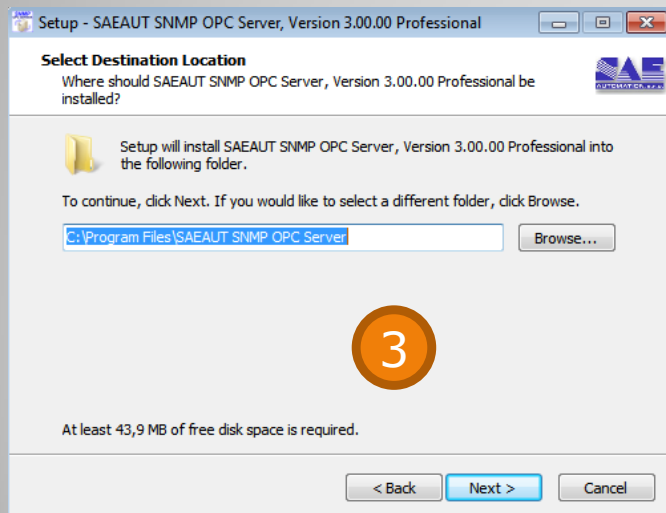 Setup - SAEAUT SNMP OPC Server, Version 3.00.00 Professional
Select Destination Location
Where should SAEAUT SNMP OPC Server, Version 3.00.00 Professional be
installed?
SAE
AUTOMATION, s.r.o.
Setup will install SAEAUT SNMP OPC Server, Version 3.00.00 Professional into
the following folder.
To continue, click Next. If you would like to select a different folder, click Browse.
C:\Program Files\SAEAUT SNMP OPC Server
Browse...
3
At least 43,9 MB of free disk space is required.
< Back
Next >
Cancel